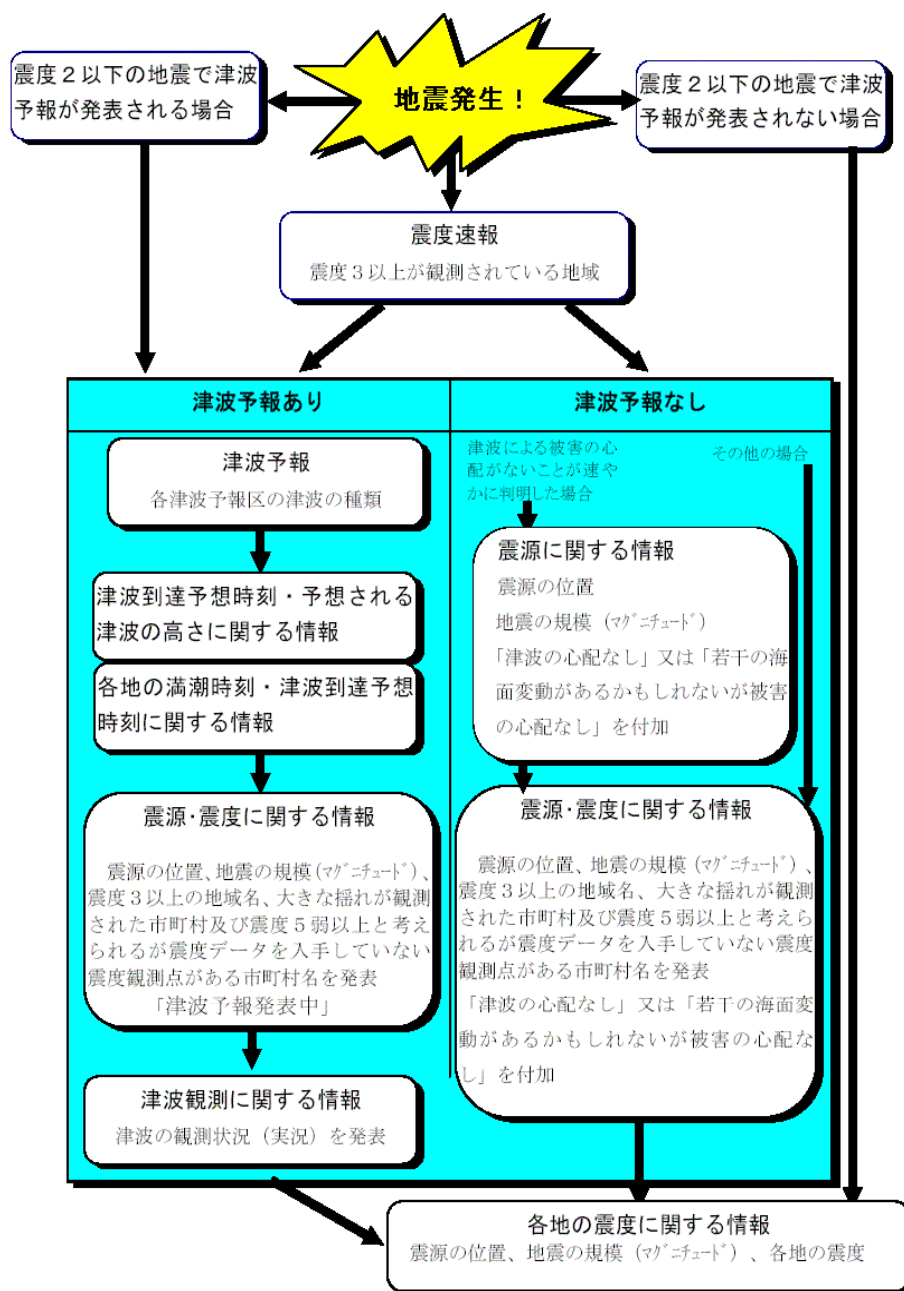 震度２以下の地震で津波
予報が発表される場合
地震発生！
震度２以下の地震で津波
予報が発表されない場合
震度速報
震度３以上が観測されている地域
津波予報あり
津波予報なし
津波予報
各津波予報区の津波の種類
津波到達予想時刻・予想される
津波の高さに関する情報
各地の満潮時刻・津波到達予想
時刻に関する情報
震源・震度に関する情報
震源の位置、地震の規模（ﾏｸﾞﾆﾁｭｰﾄﾞ）、
震度３以上の地域名、大きな揺れが観測
された市町村及び震度５弱以上と考え
られるが震度データを入手していない
震度観測点がある市町村名を発表
「津波予報発表中」
津波観測に関する情報
津波の観測状況（実況）を発表
津波による被害の心
配がないことが速や
かに判明した場合
その他の場合
震源に関する情報
震源の位置
地震の規模（ﾏｸﾞﾆﾁｭｰﾄﾞ）
「津波の心配なし」又は「若干の海
面変動があるかもしれないが被害
の心配なし」を付加
震源・震度に関する情報
震源の位置、地震の規模（ﾏｸﾞﾆﾁｭｰﾄﾞ）、
震度３以上の地域名、大きな揺れが観測
された市町村及び震度５弱以上と考え
られるが震度データを入手していない震度
観測点がある市町村名を発表
「津波の心配なし」又は「若干の海面変
動があるかもしれないが被害の心配な
し」を付加
各地の震度に関する情報
震源の位置、地震の規模（ﾏｸﾞﾆﾁｭｰﾄﾞ）、各地の震度